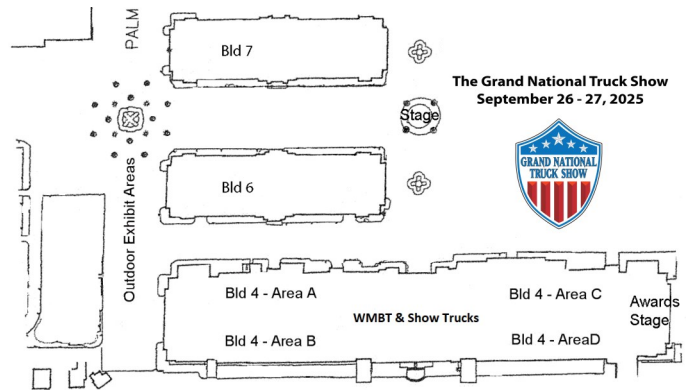 PALM
Bld 7
The Grand National Truck Show
September 26 - 27, 2025
Stage
GRAND NATIONAL
TRUCK SHOW
Bld 6
Outdoor Exhibit Areas
Bld 4 - Area A
Bld 4 - Area C
Awards
Stage
WMBT & Show Trucks
Bld 4 - Area B
Bld 4 - AreaD